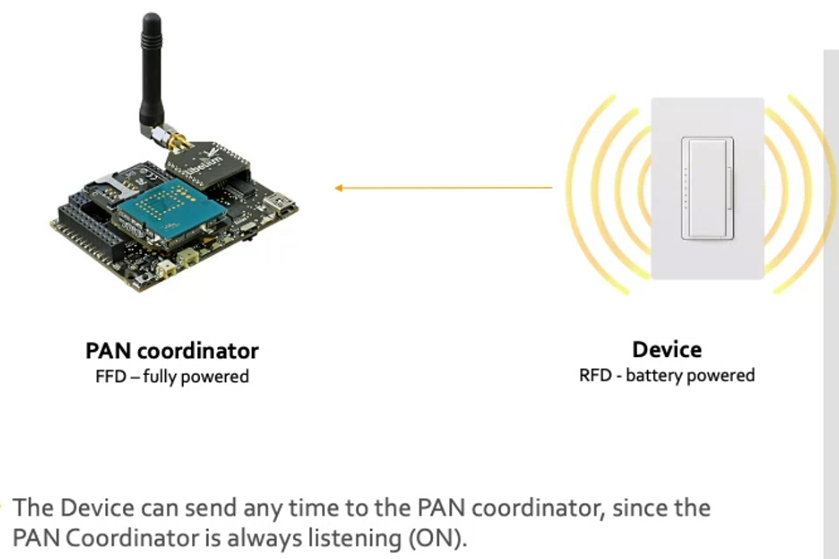 libelium
PAN coordinator
FFD – fully powered
Device
RFD - battery powered
The Device can send any time to the PAN coordinator, since the
PAN Coordinator is always listening (ON).